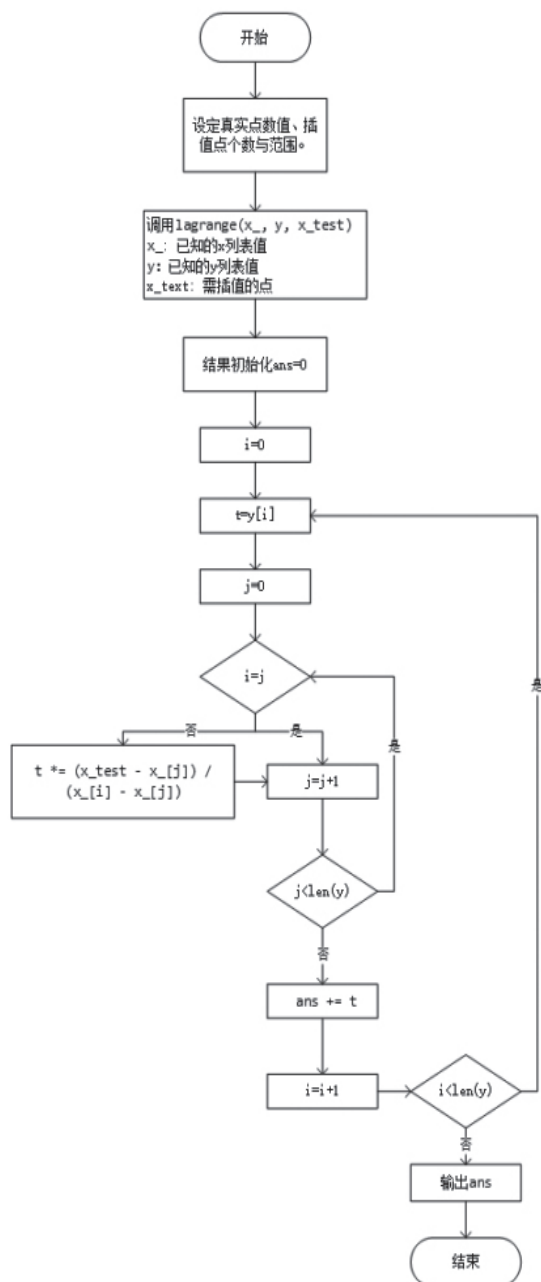 开始
设定真实点数值、插
值点个数与范围。
调用lagrange(x_, y, x_test)
x_: 已知的x列表值
y: 已知的y列表值
x_text: 需插值的点
结果初始化ans=0
i=0
t=y[i]
j=0
i=j
否
是
t *= (x_test - x_[j]) /
(x_[i] - x_[j])
j=j+1
是
是
j<len(y)
否
ans += t
i=i+1
i<len(y)
否
输出ans
结束